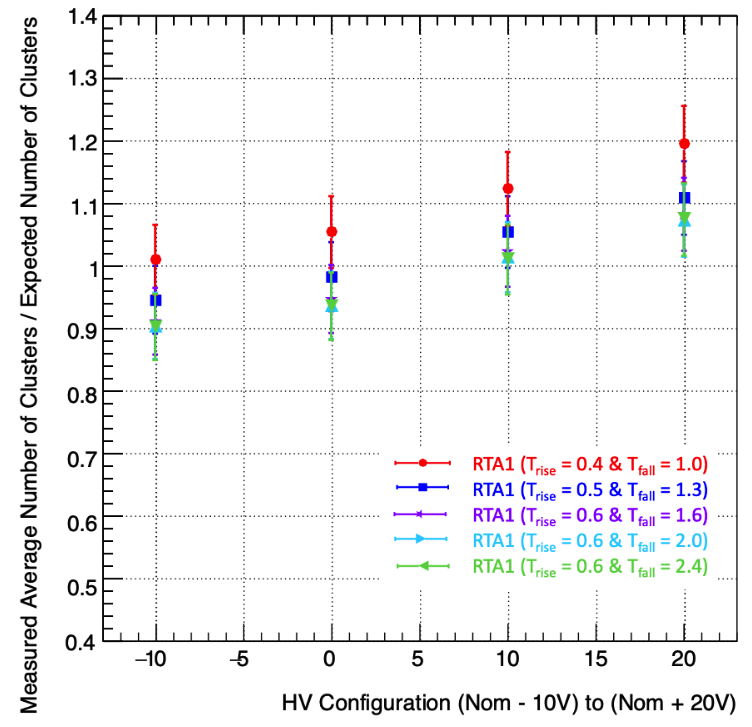 Measured Average Number of Clusters / Expected Number of Clusters
1.4
1.3
1.2
1.1
1
0.9
0.8
0.7
0.6
0.5
0.4
RTA1 (Trise = 0.4 & Tfall = 1.0)
RTA1 (Trise = 0.5 & Tfall = 1.3)
RTA1 (Trise = 0.6 & Tfall = 1.6)
RTA1 (Trise = 0.6 & Tfall = 2.0)
RTA1 (Trise = 0.6 & Tfall = 2.4)
−10 −5 0 5 10 15 20
HV Configuration (Nom - 10V) to (Nom + 20V)